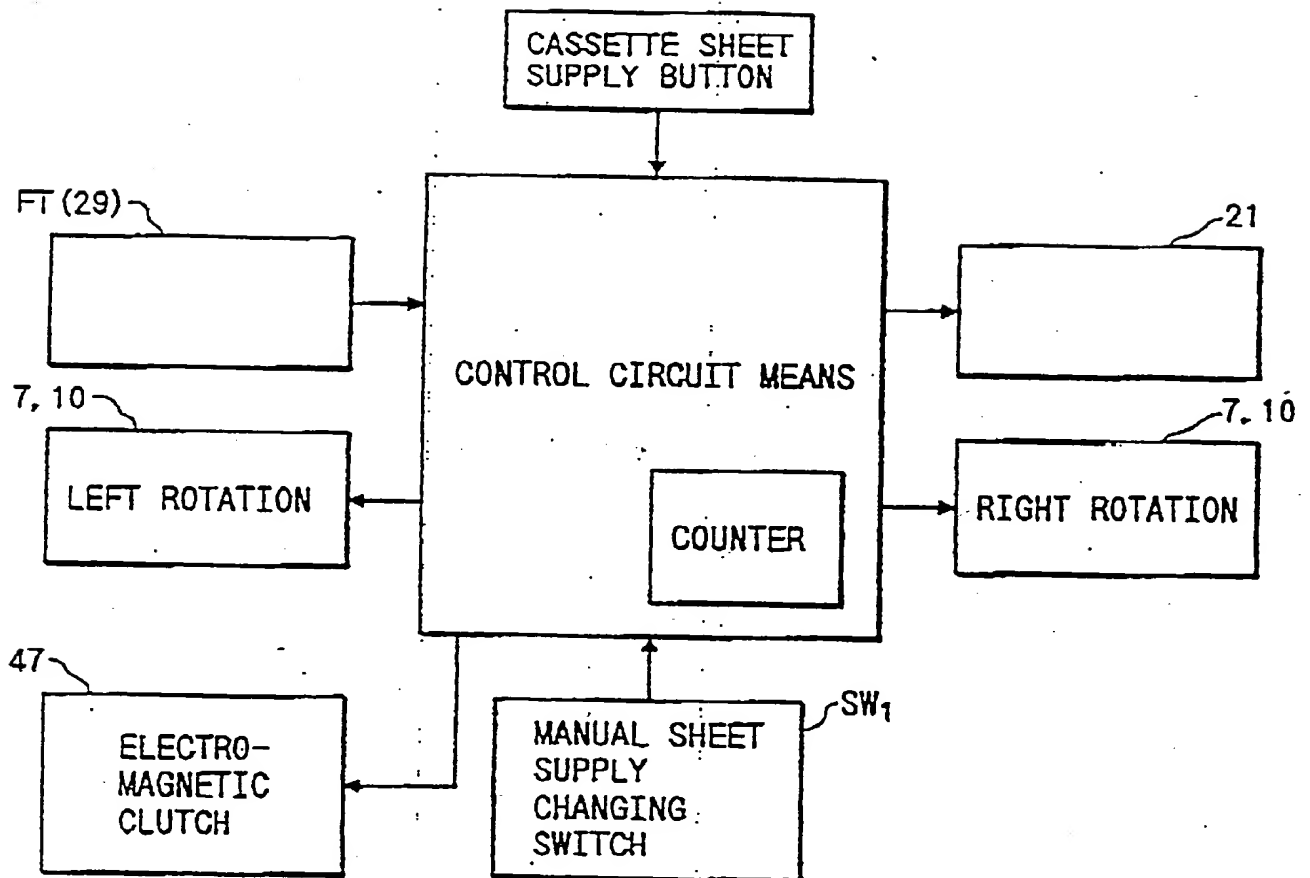 CASSETTE SHEET
SUPPLY BUTTON
FT (29)
21
CONTROL CIRCUIT MEANS
7, 10
LEFT ROTATION
COUNTER
7, 10
RIGHT ROTATION
47
ELECTRO-
MAGNETIC
CLUTCH
MANUAL SHEET
SUPPLY
CHANGING
SWITCH
SW1